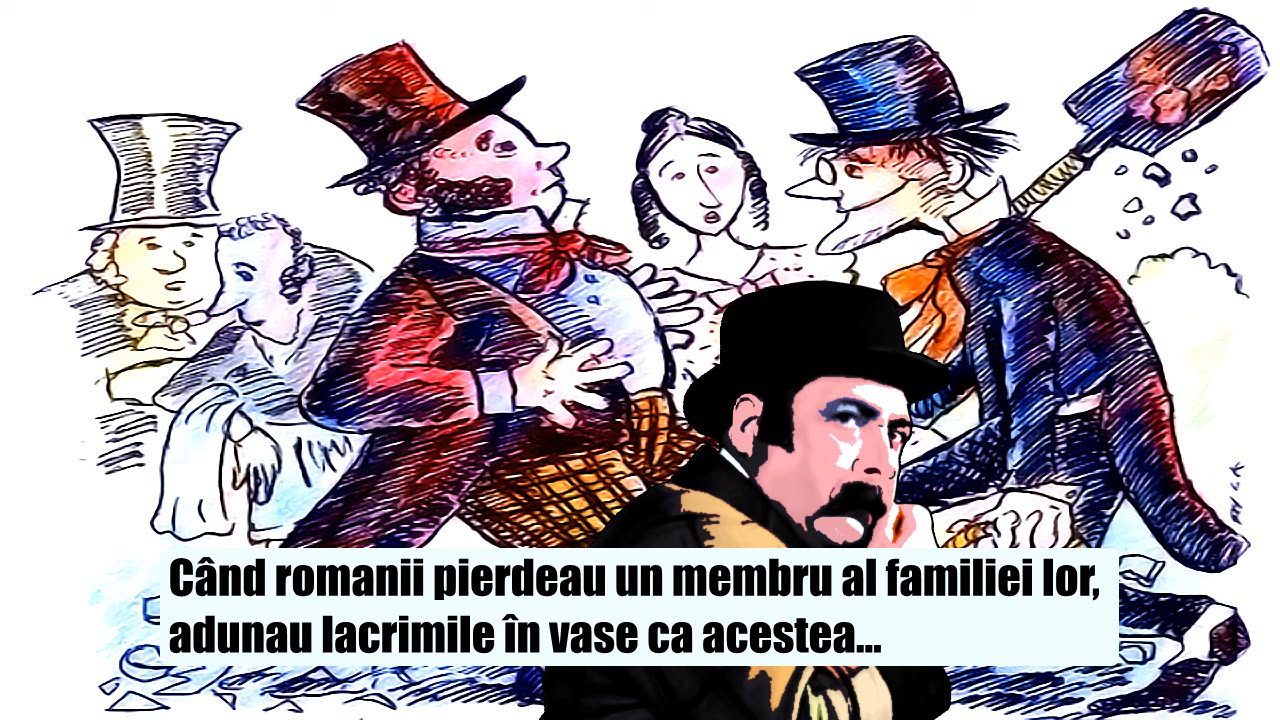 Când romanii pierdeau un membru al familiei lor,
adunau lacrimile în vase ca acestea...